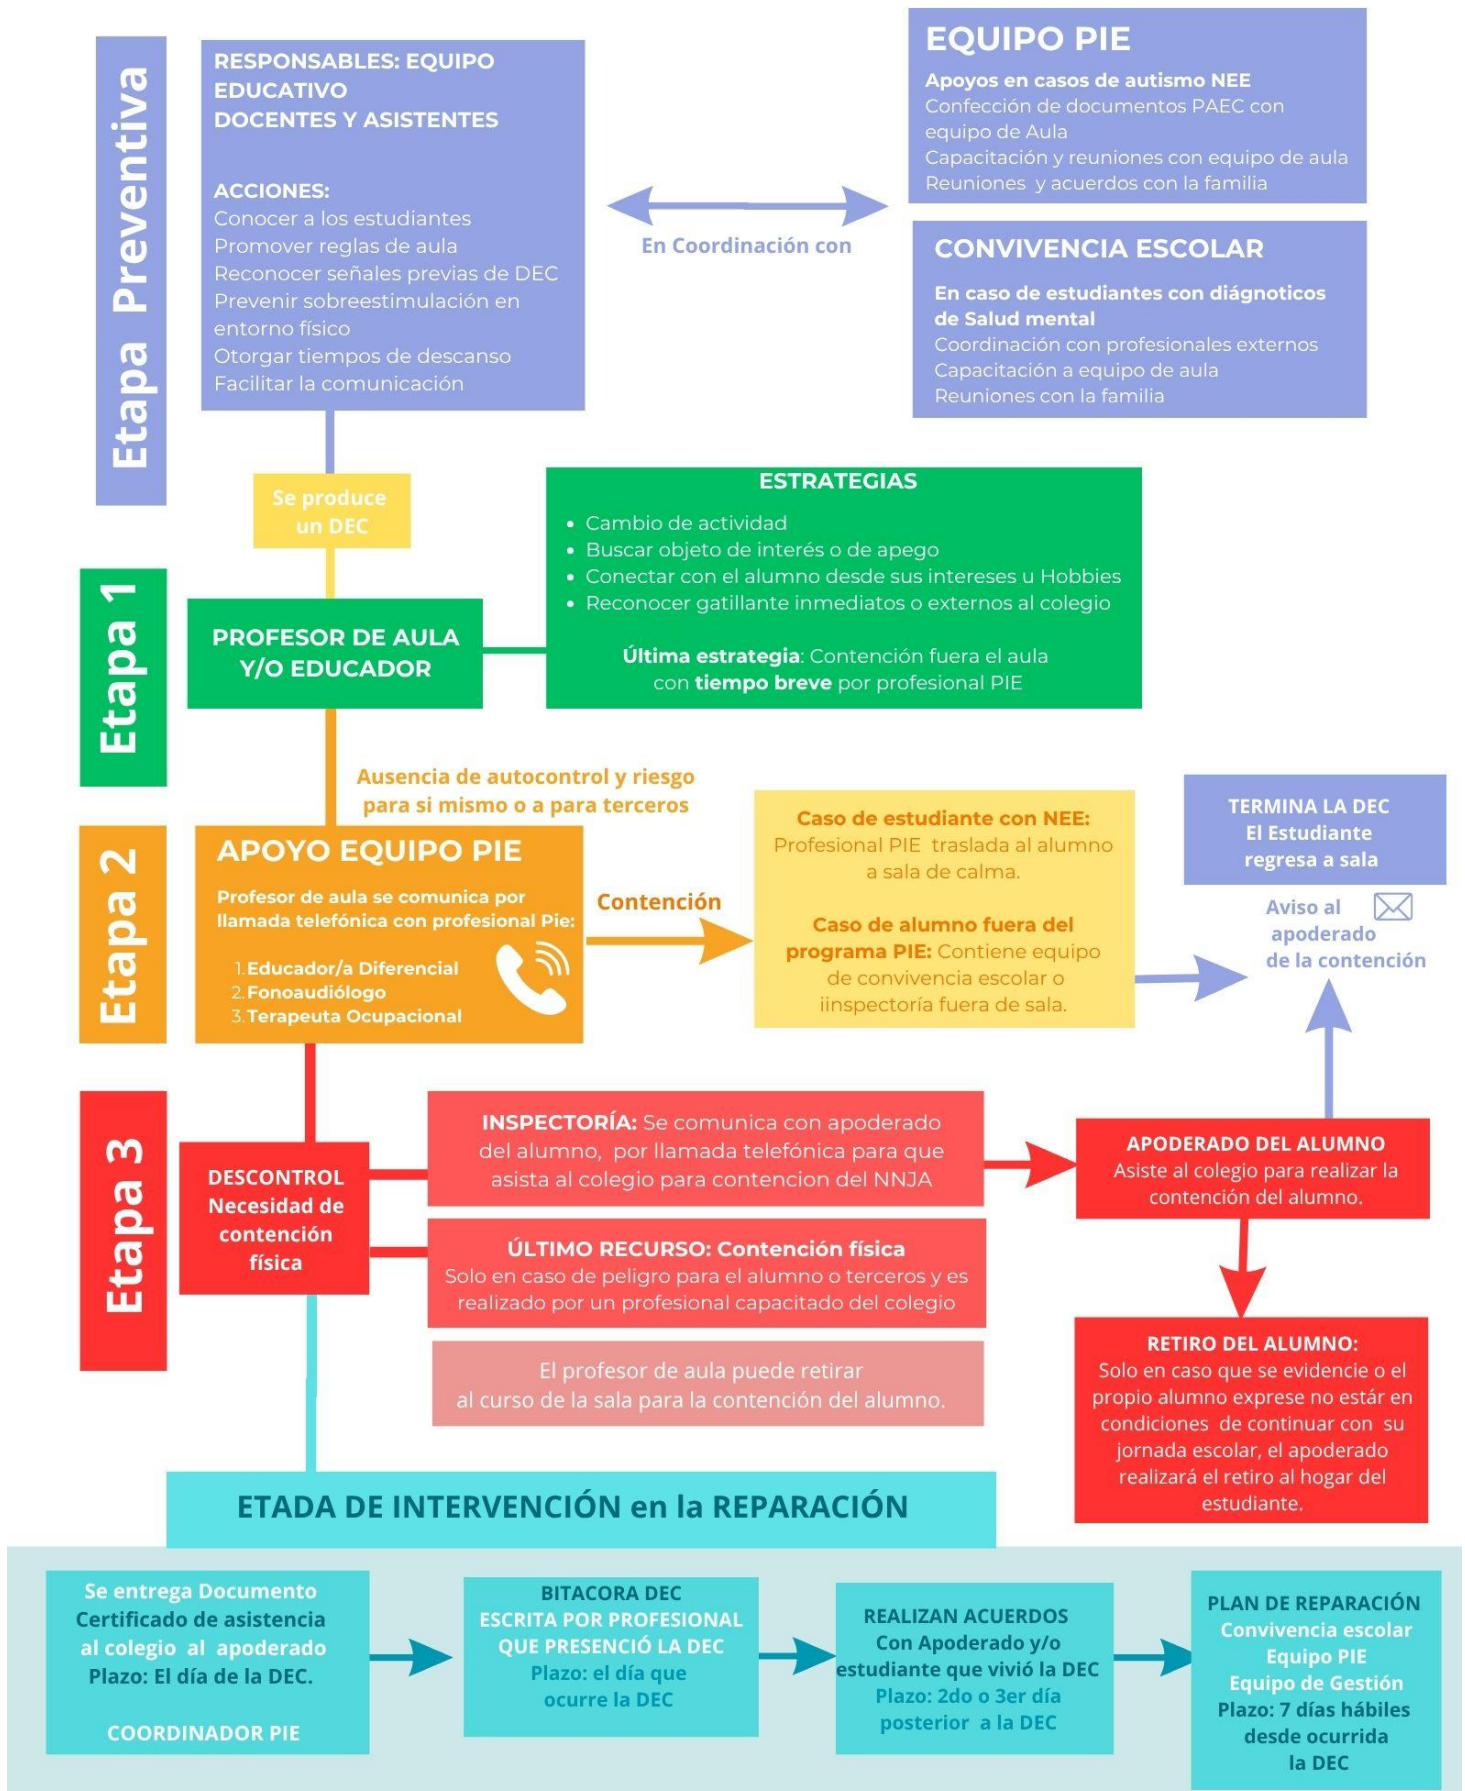 Etapa Preventiva
RESPONSABLES: EQUIPO
EDUCATIVO
DOCENTES Y ASISTENTES
ACCIONES:
Conocer a los estudiantes
Promover reglas de aula
Reconocer señales previas de DEC
Prevenir sobreestimulación en
entorno físico
Otorgar tiempos de descanso
Facilitar la comunicación
En Coordinación con
EQUIPO PIE
Apoyos en casos de autismo NEE
Confección de documentos PAEC con
equipo de Aula
Capacitación y reuniones con equipo de aula
Reuniones y acuerdos con la familia
CONVIVENCIA ESCOLAR
En caso de estudiantes con diágnoticos
de Salud mental
Coordinación con profesionales externos
Capacitación a equipo de aula
Reuniones con la familia
Se produce
un DEC
Etapa 1
PROFESOR DE AULA
Y/O EDUCADOR
ESTRATEGIAS
• Cambio de actividad
• Buscar objeto de interés o de apego
• Conectar con el alumno desde sus intereses u Hobbies
• Reconocer gatillante inmediatos o externos al colegio
Última estrategia: Contención fuera el aula
con tiempo breve por profesional PIE
Ausencia de autocontrol y riesgo
para si mismo o a para terceros
Etapa 2
APOYO EQUIPO PIE
Profesor de aula se comunica por
llamada telefónica con profesional Pie:
1. Educador/a Diferencial
2. Fonoaudiólogo
3. Terapeuta Ocupacional
Contención
Caso de estudiante con NEE:
Profesional PIE traslada al alumno
a sala de calma.
Caso de alumno fuera del
programa PIE: Contiene equipo
de convivencia escolar o
iinspectoría fuera de sala.
TERMINA LA DEC
El Estudiante
regresa a sala
Aviso al
apoderado
de la contención
Etapa 3
DESCONTROL
Necesidad de
contención
física
INSPECTORÍA: Se comunica con apoderado
del alumno, por llamada telefónica para que
asista al colegio para contencion del NNJA
ÚLTIMO RECURSO: Contención física
Solo en caso de peligro para el alumno o terceros y es
realizado por un profesional capacitado del colegio
El profesor de aula puede retirar
al curso de la sala para la contención del alumno.
APODERADO DEL ALUMNO
Asiste al colegio para realizar la
contención del alumno.
RETIRO DEL ALUMNO:
Solo en caso que se evidencie o el
propio alumno exprese no estár en
condiciones de continuar con su
jornada escolar, el apoderado
realizará el retiro al hogar del
estudiante.
ETADA DE INTERVENCIÓN en la REPARACIÓN
Se entrega Documento
Certificado de asistencia
al colegio al apoderado
Plazo: El día de la DEC.
COORDINADOR PIE
BITACORA DEC
ESCRITA POR PROFESIONAL
QUE PRESENCIÓ LA DEC
Plazo: el día que
ocurre la DEC
REALIZAN ACUERDOS
Con Apoderado y/o
estudiante que vivió la DEC
Plazo: 2do o 3er día
posterior a la DEC
PLAN DE REPARACIÓN
Convivencia escolar
Equipo PIE
Equipo de Gestión
Plazo: 7 días hábiles
desde ocurrida
la DEC